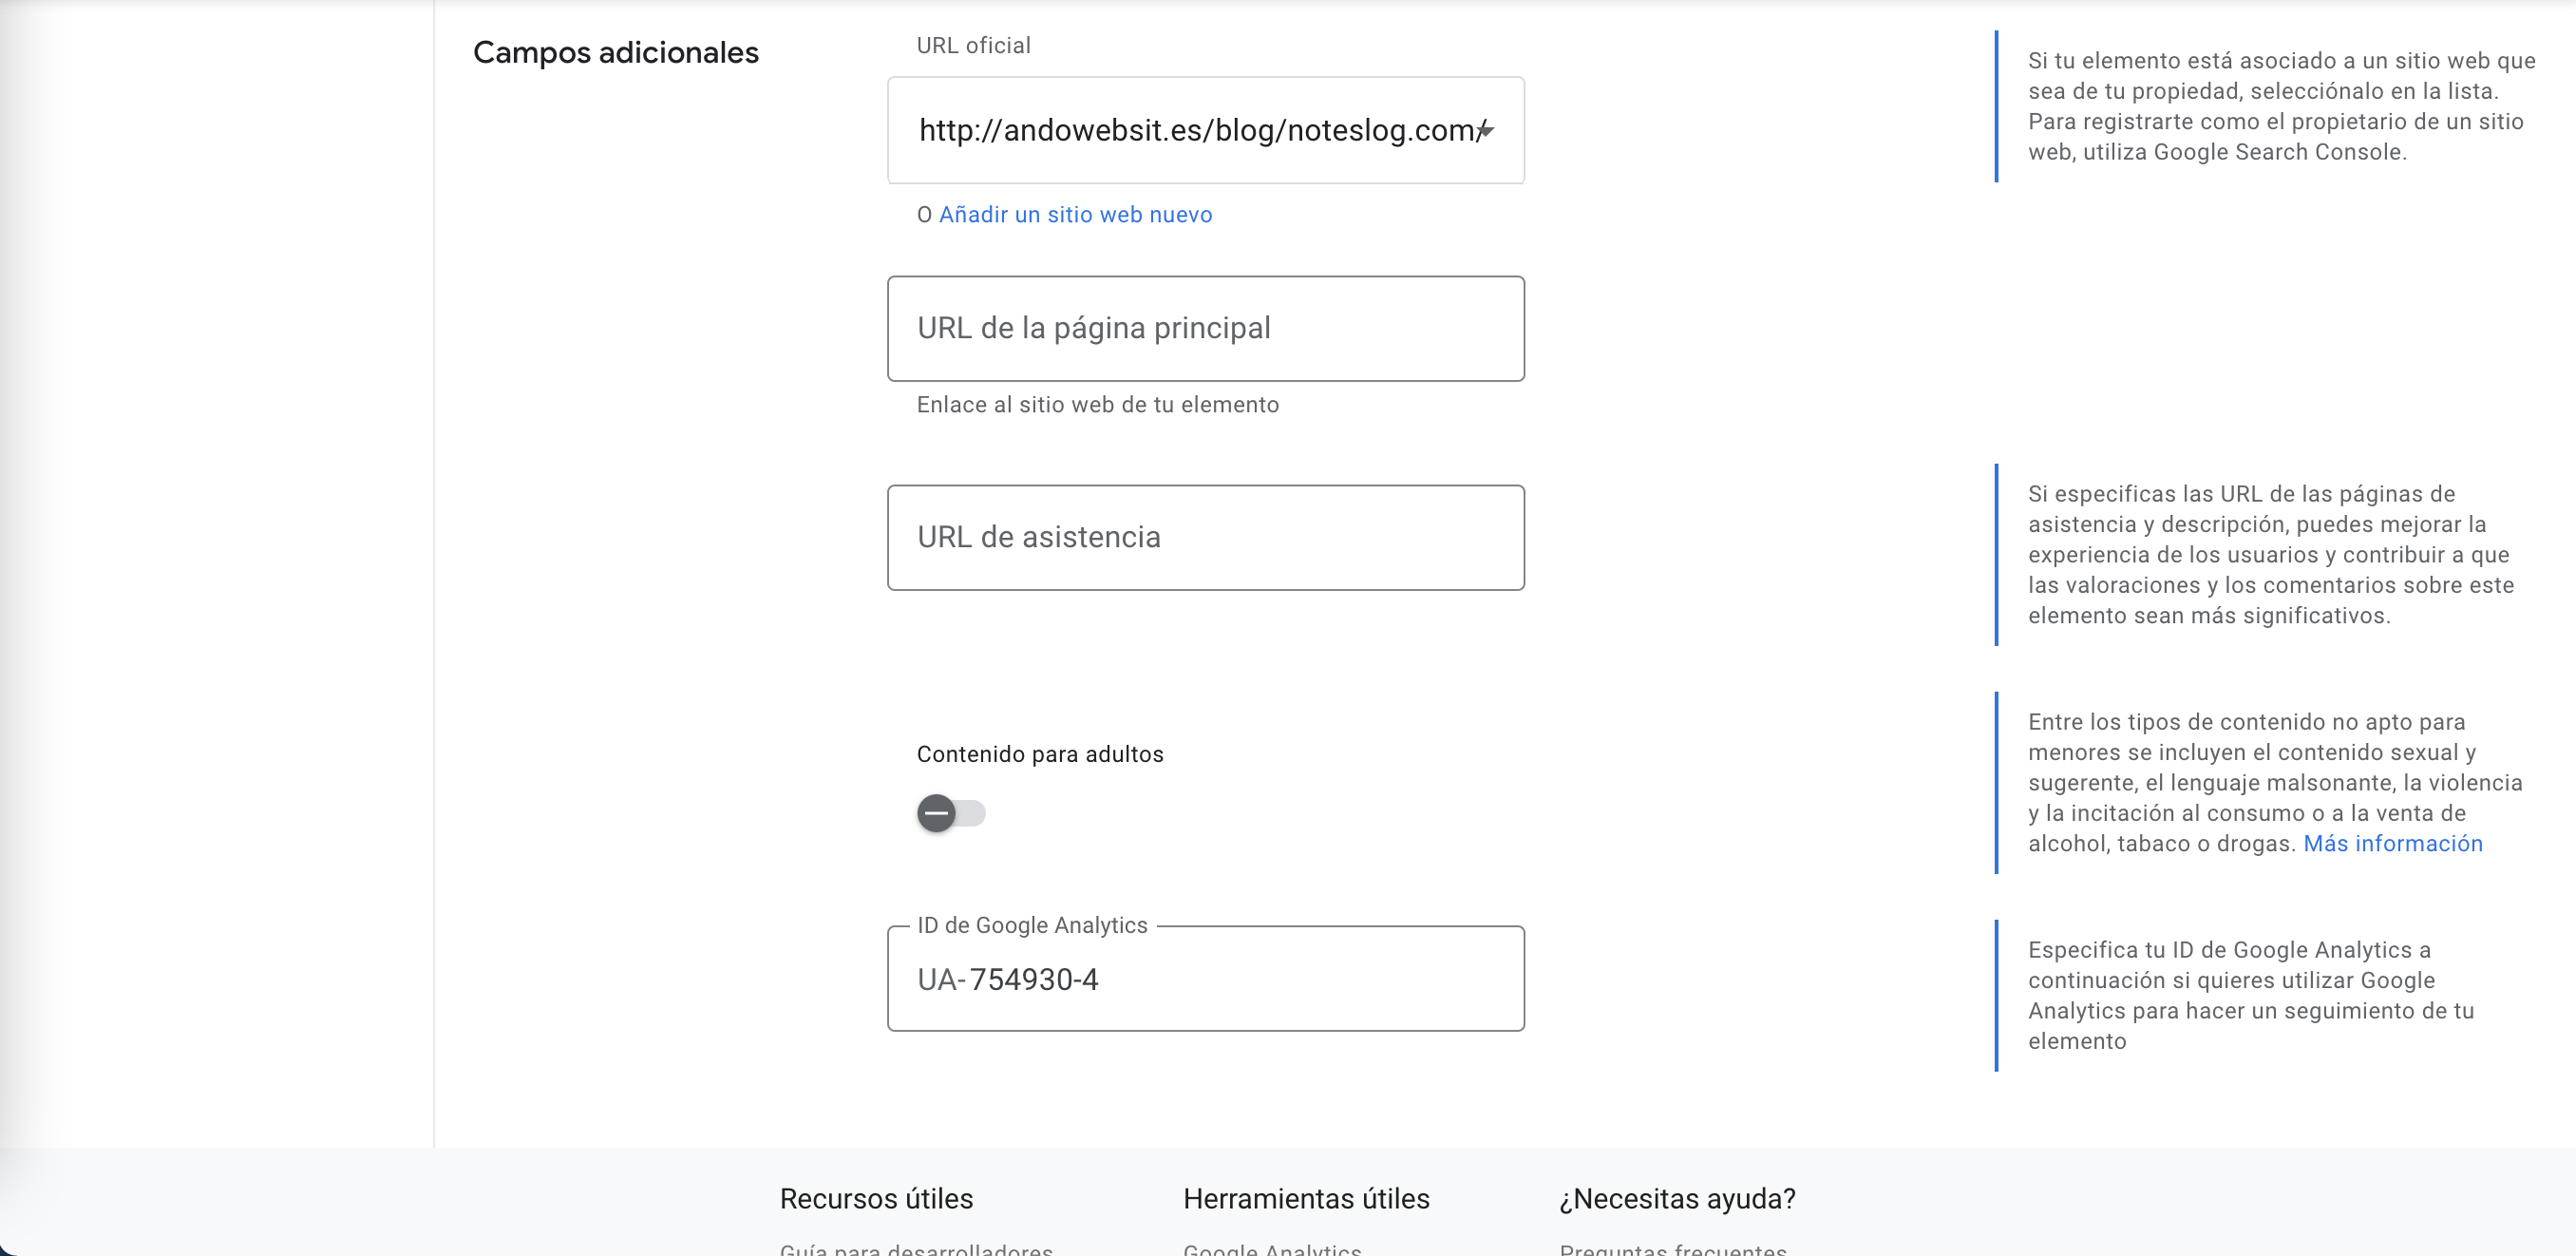 Campos adicionales
URL oficial
http://andowebsit.es/blog/noteslog.com/
O Añadir un sitio web nuevo
Si tu elemento está asociado a un sitio web que
sea de tu propiedad, selecciónalo en la lista.
Para registrarte como el propietario de un sitio
web, utiliza Google Search Console.
URL de la página principal
Enlace al sitio web de tu elemento
URL de asistencia
Si especificas las URL de las páginas de
asistencia y descripción, puedes mejorar la
experiencia de los usuarios y contribuir a que
las valoraciones y los comentarios sobre este
elemento sean más significativos.
Contenido para adultos
Entre los tipos de contenido no apto para
menores se incluyen el contenido sexual y
sugerente, el lenguaje malsonante, la violencia
y la incitación al consumo o a la venta de
alcohol, tabaco o drogas. Más información
ID de Google Analytics
UA-754930-4
Especifica tu ID de Google Analytics a
continuación si quieres utilizar Google
Analytics para hacer un seguimiento de tu
elemento
Recursos útiles
Herramientas útiles
¿Necesitas ayuda?
Guía para desarrolladores
Google Analytics
Preguntas frecuentes